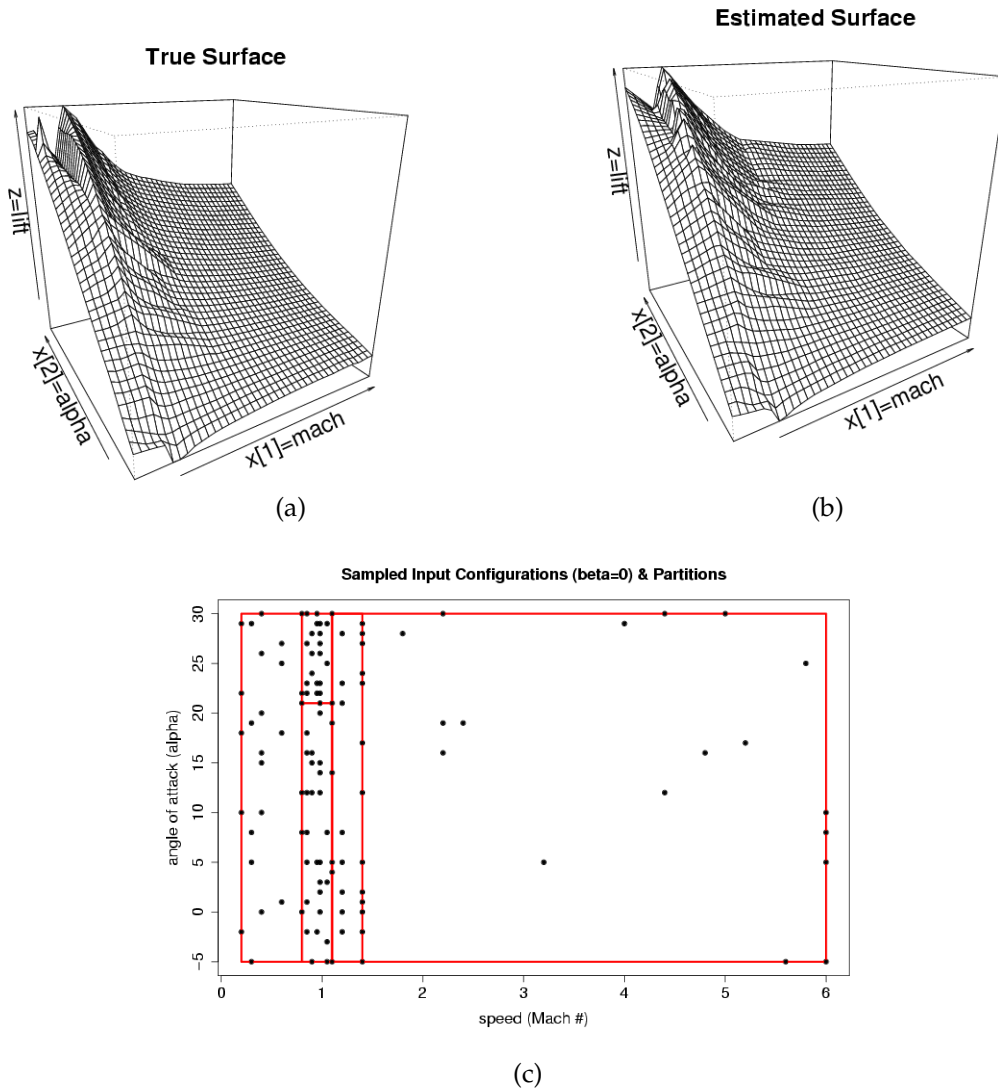 True Surface
Estimated Surface
z=lift
x[2]=alpha
x[1]=mach
z=lift
x[2]=alpha
x[1]=mach
(a)
(b)
Sampled Input Configurations (beta=0) & Partitions
angle of attack (alpha)
30
25
20
15
10
5
0
−5
0 1 2 3 4 5 6
speed (Mach #)
(c)